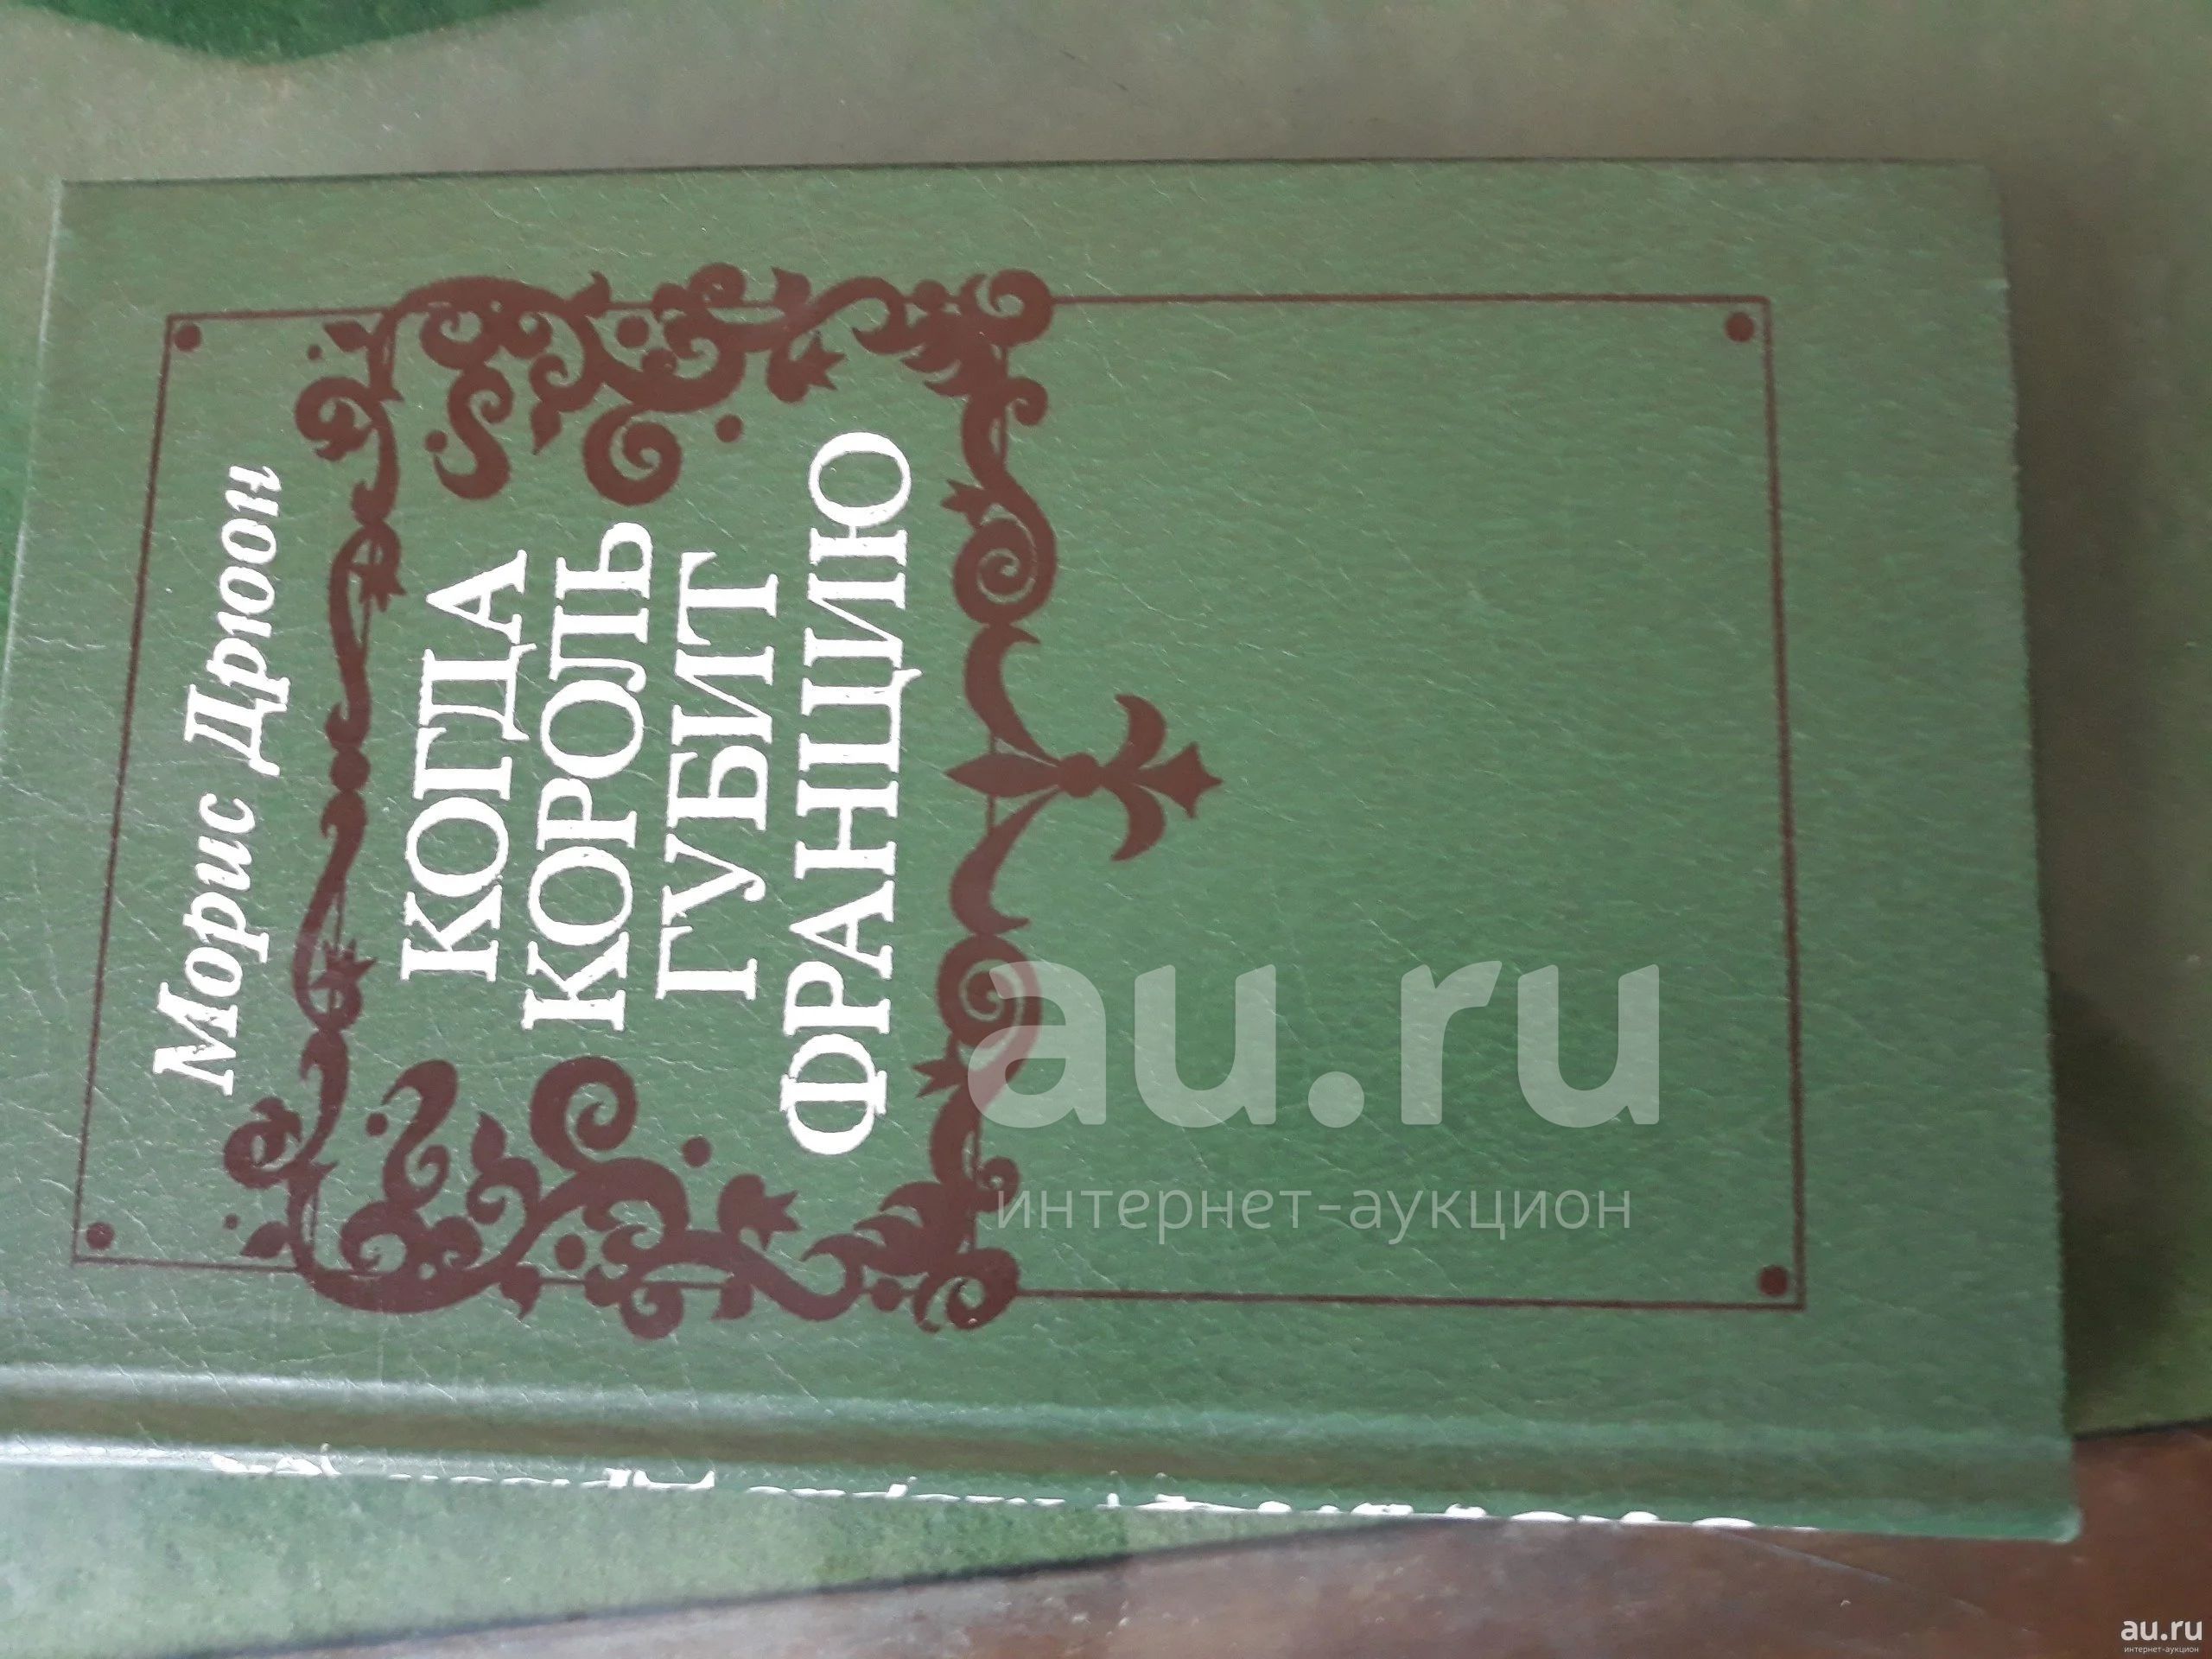 Морис Дрюон
КОГДА
КОРОЛЬ
ГУБИТ
ФРАНЦИЮ
au.ru
интернет-аукцион
au.ru
интернет-аукцион